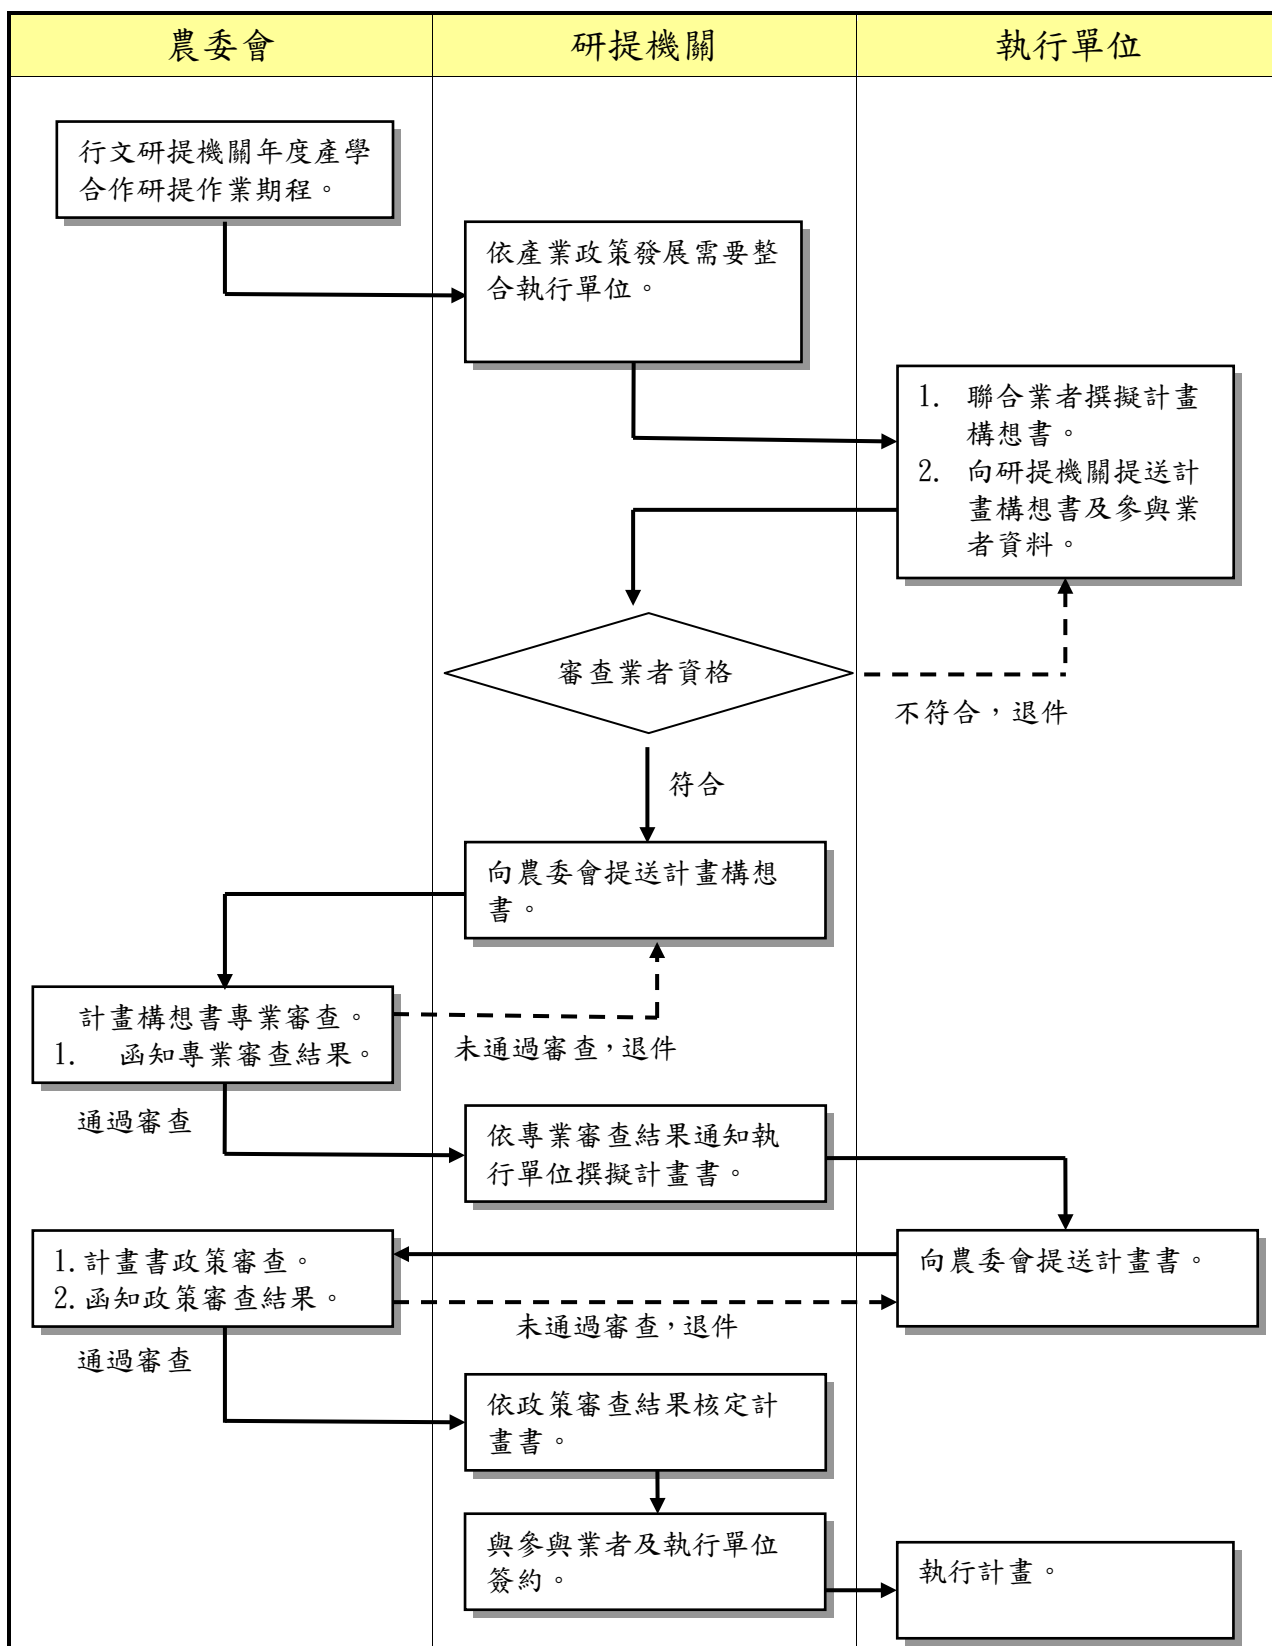 農委會
研提機關
執行單位
行文研提機關年度產學
合作研提作業期程。
依產業政策發展需要整
合執行單位。
1. 聯合業者撰擬計畫
構想書。
2. 向研提機關提送計
畫構想書及參與業
者資料。
審查業者資格
不符合，退件
符合
向農委會提送計畫構想
書。
計畫構想書專業審查。
1. 函知專業審查結果。
未通過審查，退件
通過審查
依專業審查結果通知執
行單位撰擬計畫書。
1.計畫書政策審查。
2.函知政策審查結果。
向農委會提送計畫書。
未通過審查，退件
通過審查
依政策審查結果核定計
畫書。
與參與業者及執行單位
簽約。
執行計畫。